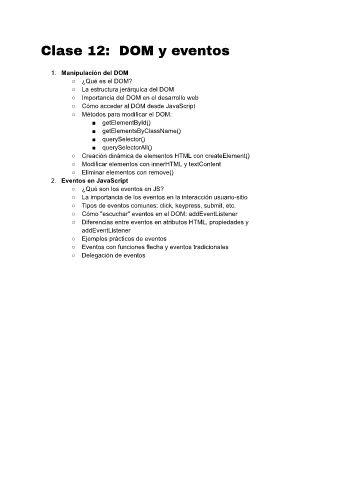 Clase 12: DOM y eventos
1. Manipulación del DOM
○ ¿Qué es el DOM?
○ La estructura jerárquica del DOM
○ Importancia del DOM en el desarrollo web
○ Cómo acceder al DOM desde JavaScript
○ Métodos para modificar el DOM:
■ getElementById()
■ getElementsByClassName()
■ querySelector()
■ querySelectorAll()
○ Creación dinámica de elementos HTML con createElement()
○ Modificar elementos con innerHTML y textContent
○ Eliminar elementos con remove()
2. Eventos en JavaScript
○ ¿Qué son los eventos en JS?
○ La importancia de los eventos en la interacción usuario-sitio
○ Tipos de eventos comunes: click, keypress, submit, etc.
○ Cómo "escuchar" eventos en el DOM: addEventListener
○ Diferencias entre eventos en atributos HTML, propiedades y
addEventListener
○ Ejemplos prácticos de eventos
○ Eventos con funciones flecha y eventos tradicionales
○ Delegación de eventos